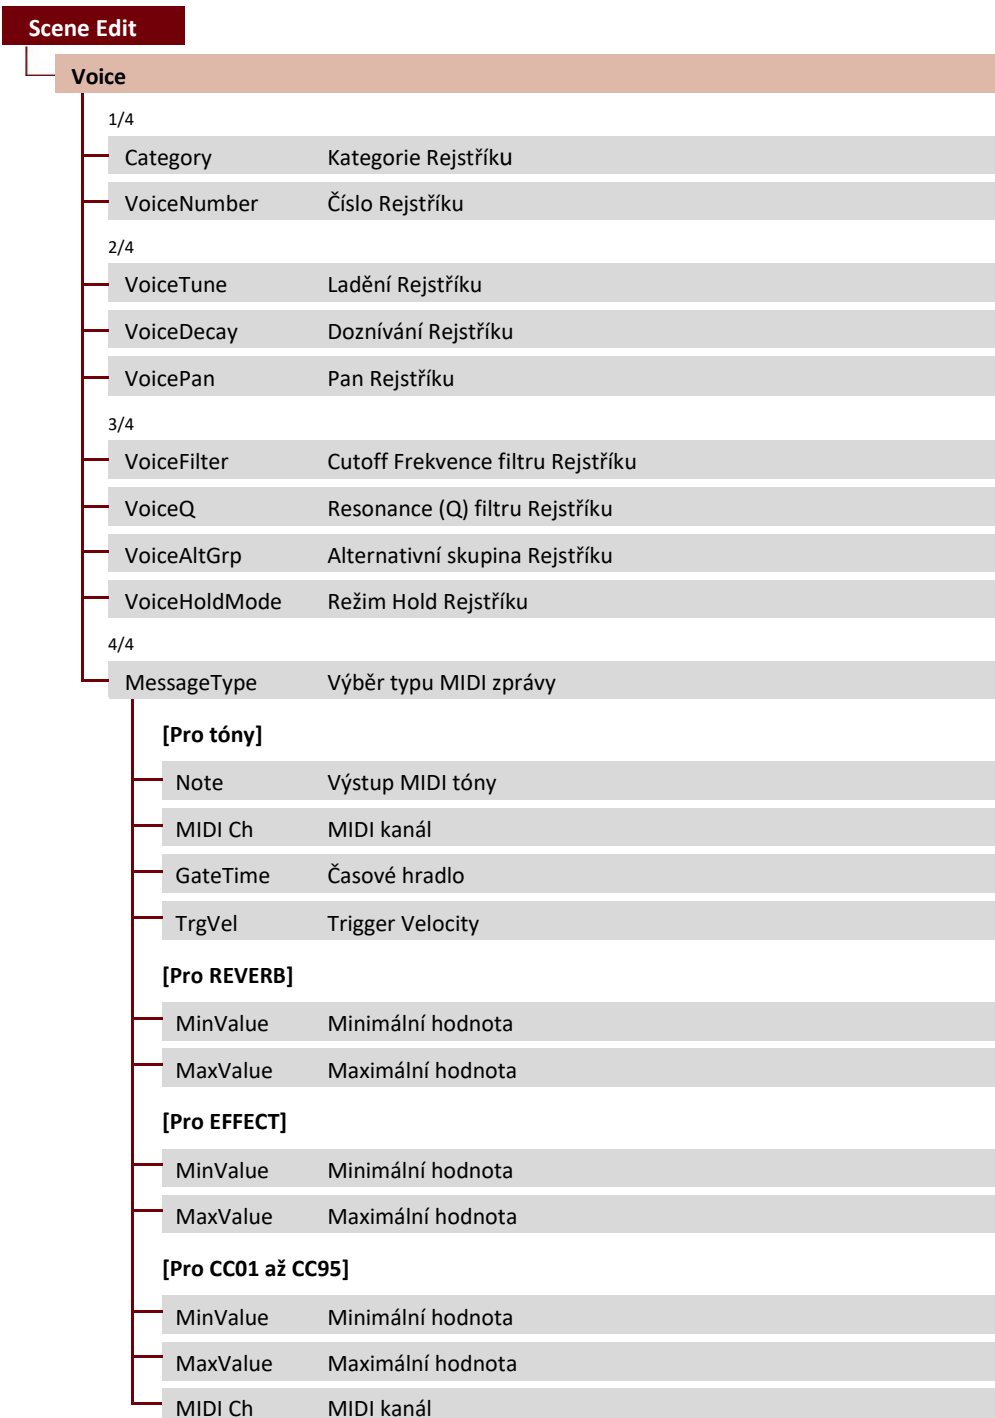 Scene Edit
Voice
1/4
Category Kategorie Rejstříku
VoiceNumber Číslo Rejstříku
2/4
VoiceTune Ladění Rejstříku
VoiceDecay Doznívání Rejstříku
VoicePan Pan Rejstříku
3/4
VoiceFilter Cutoff Frekvence filtru Rejstříku
VoiceQ Resonance (Q) filtru Rejstříku
VoiceAltGrp Alternativní skupina Rejstříku
VoiceHoldMode Režim Hold Rejstříku
4/4
MessageType Výběr typu MIDI zprávy
[Pro tóny]
Note Výstup MIDI tóny
MIDI Ch MIDI kanál
GateTime Časové hradlo
TrgVel Trigger Velocity
[Pro REVERB]
MinValue Minimální hodnota
MaxValue Maximální hodnota
[Pro EFFECT]
MinValue Minimální hodnota
MaxValue Maximální hodnota
[Pro CC01 až CC95]
MinValue Minimální hodnota
MaxValue Maximální hodnota
MIDI Ch MIDI kanál